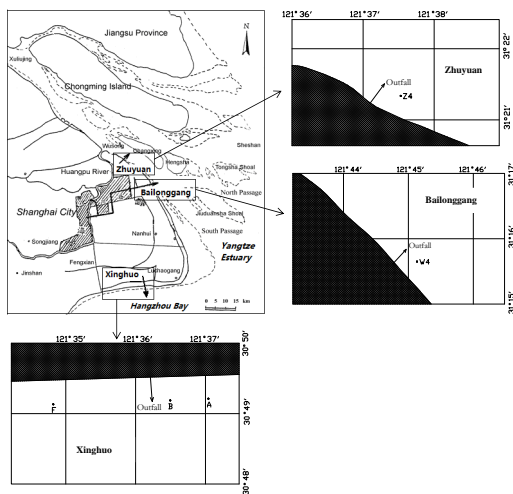 Jiangsu Province
N
Xuliujing
Chongming Island
Wusong
Changxing
Sheshan
Zhuyuan
Hengsha
Tongsha Shoal
Huangpu River
Bailonggang
North Passage
Shanghai City
Jiuduansha Shoal
South Passage
Songjiang
Nanhui
Yangtze
Estuary
Fengxian
Jinshan
Xinghuo
Luchaogang
0 5 10 15 km
Hangzhou Bay
121° 36′ 121° 37′ 121° 38′
31° 22′
Zhuyuan
Outfall
Z4
31° 21′
121° 44′ 121° 45′ 121° 46′
31° 17′
Bailonggang
31° 16′
Outfall
W4
31° 15′
121° 35′ 121° 36′ 121° 37′
30° 50′
F Outfall B A
30° 49′
Xinghuo
30° 48′